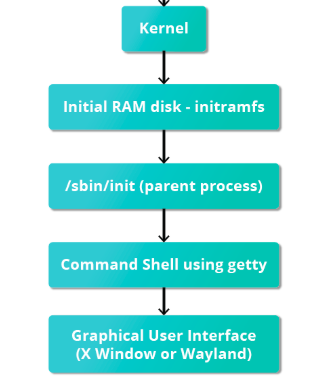 Kernel
Initial RAM disk - initramfs
/sbin/init (parent process)
Command Shell using getty
Graphical User Interface
(X Window or Wayland)